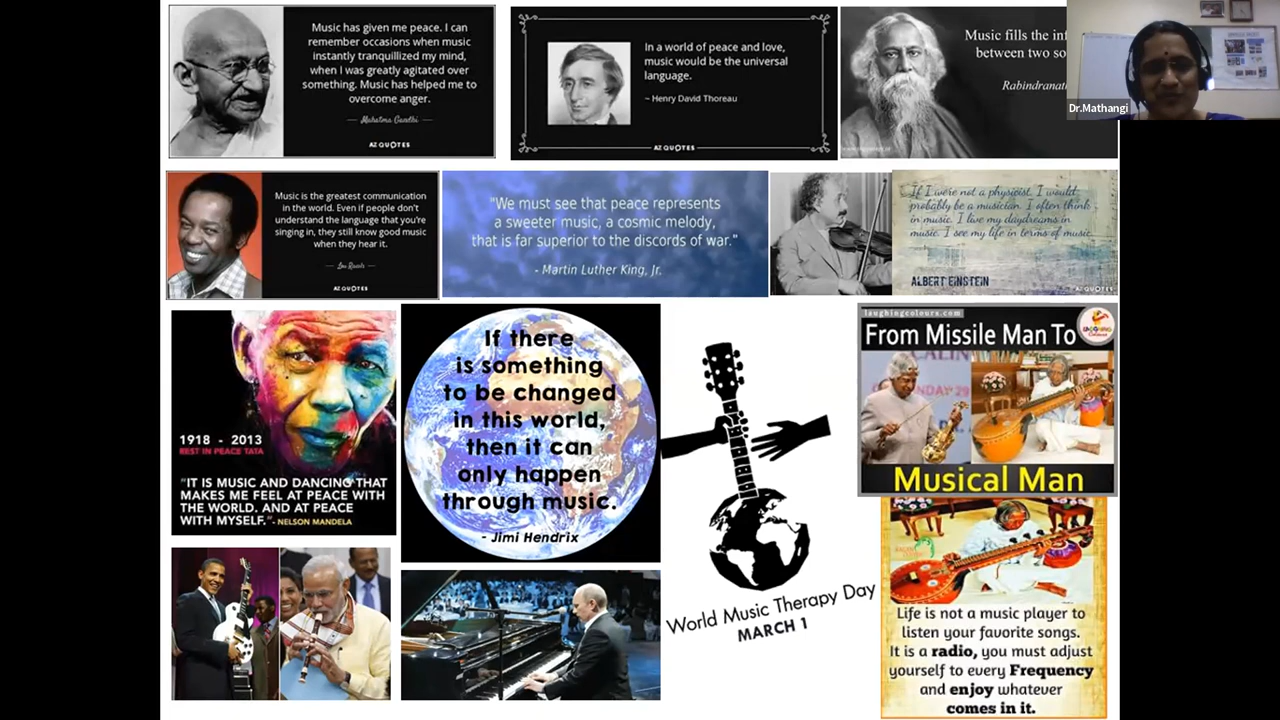 Music has given me peace. I can
remember occasions when music
instantly tranquillized my mind,
when I was greatly agitated over
something. Music has helped me to
overcome anger.
Mahatma Gandhi
AZ QUOTES
In a world of peace and love,
music would be the universal
language.
~ Henry David Thoreau
AZ QUOTES
Music fills the
between two
Dr.Mathangi
Music is the greatest communication
in the world. Even if people don't
understand the language that you're
singing in, they still know good music
when they hear it.
Lou Rawls
AZ QUOTES
"We must see that peace represents
a sweeter music, a cosmic melody,
that is far superior to the discords of war."
- Martin Luther King, Jr.
If I were not a physicist, I would
probably be a musician. I often think
in music. I live my daydreams in
music. I see my life in terms of music.
ALBERT EINSTEIN
AZ QUOTES
1918 - 2013
REST IN PEACE TATA
"IT IS MUSIC AND DANCING THAT
MAKES ME FEEL AT PEACE WITH
THE WORLD. AND AT PEACE
WITH MYSELF."- NELSON MANDELA
If there
is something
to be changed
in this world,
then it can
only happen
through music.
- Jimi Hendrix
World Music Therapy Day
MARCH 1
laughingcolours.com
From Missile Man To
Musical Man
Life is not a music player to
listen your favorite songs.
It is a radio, you must adjust
yourself to every Frequency
and enjoy whatever
comes in it.